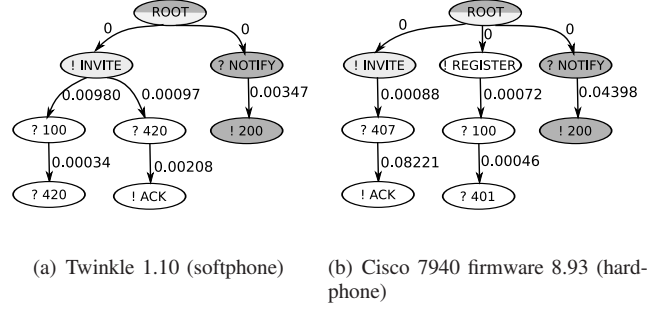 ROOT
0 0
! INVITE ? NOTIFY
0.00980 0.00097 0.00347
? 100 ? 420 ! 200
0.00034 0.00208
? 420 ! ACK
(a) Twinkle 1.10 (softphone)
ROOT
0 0 0
! INVITE ! REGISTER ? NOTIFY
0.00088 0.00072 0.04398
? 407 ? 100 ! 200
0.08221 0.00046
! ACK ? 401
(b) Cisco 7940 firmware 8.93 (hard-
phone)